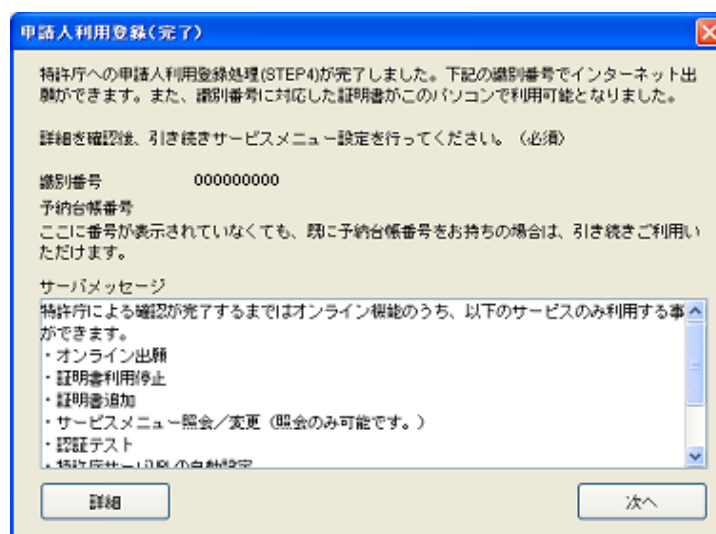 申請人利用登録(完了)
特許庁への申請人利用登録処理(STEP4)が完了しました。下記の識別番号でインターネット出
願ができます。また、識別番号に対応した証明書がこのパソコンで利用可能となりました。
詳細を確認後、引き続きサービスメニュー設定を行ってください。（必須）
識別番号 000000000
予納台帳番号
ここに番号が表示されていなくても、既に予納台帳番号をお持ちの場合は、引き続きご利用い
ただけます。
サーバメッセージ
特許庁による確認が完了するまではオンライン機能のうち、以下のサービスのみ利用する事
ができます。
・オンライン出願
・証明書利用停止
・証明書追加
・サービスメニュー照会／変更（照会のみ可能です。）
・認証テスト
・特許庁サーバURLの自動設定
詳細
次へ